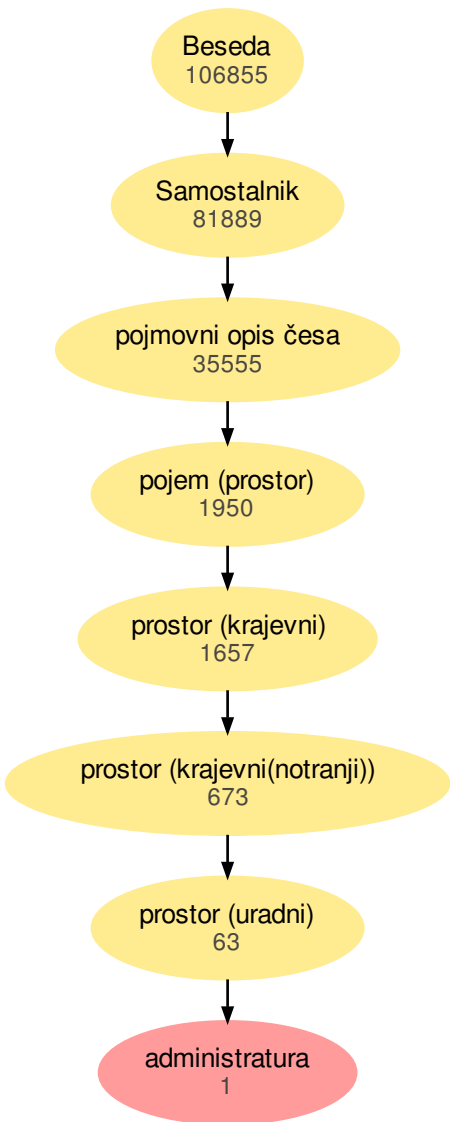 Beseda
106855
Samostalnik
81889
pojmovni opis česa
35555
pojem (prostor)
1950
prostor (krajevni)
1657
prostor (krajevni(notranji))
673
prostor (uradni)
63
administratura
1